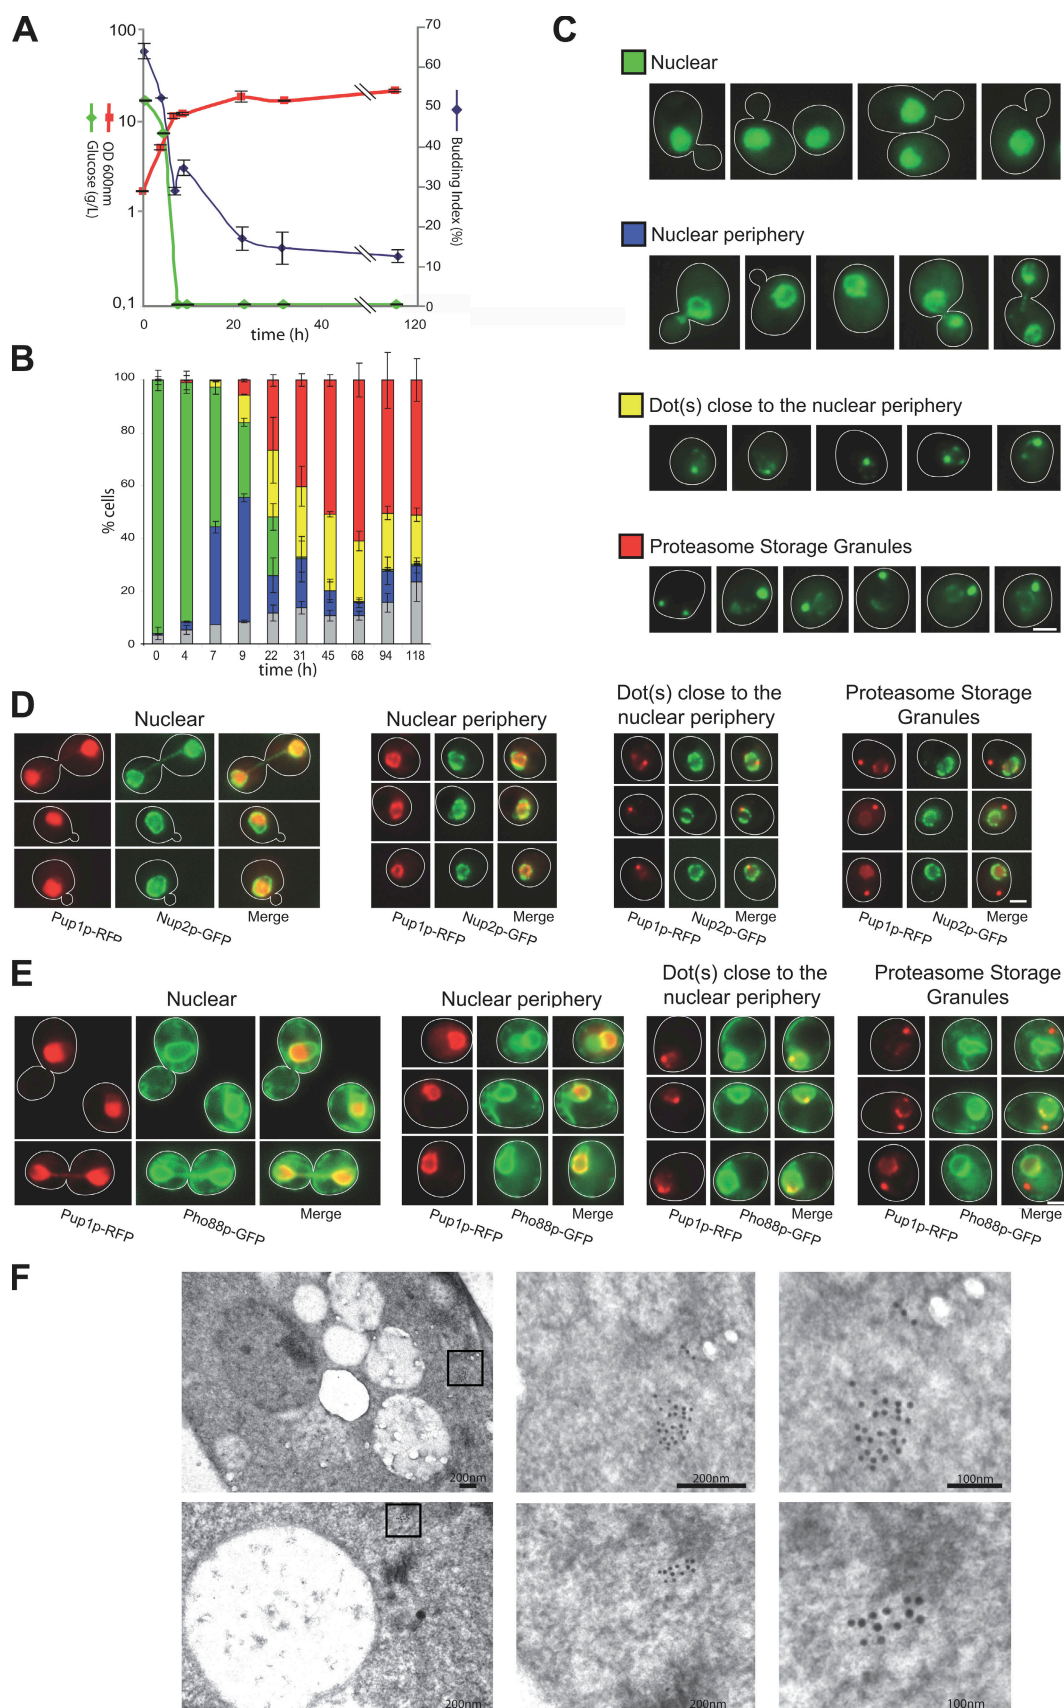 A
100
10
1
0,1
Glucose (g/L)
OD 600nm
70
60
50
40
30
20
10
0
Budding Index (%)
0
20
40
120
time (h)
B
100
80
60
40
20
0
% cells
0
4
7
9
22
31
45
68
94
118
time (h)
C
Nuclear
Nuclear periphery
Dot(s) close to the nuclear periphery
Proteasome Storage Granules
D
Nuclear
Nuclear periphery
Dot(s) close to the
nuclear periphery
Proteasome Storage
Granules
Pup1p-RFP
Nup2p-GFP
Merge
Pup1p-RFP
Nup2p-GFP
Merge
Pup1p-RFP
Nup2p-GFP
Merge
Pup1p-RFP
Nup2p-GFP
Merge
E
Nuclear
Nuclear periphery
Dot(s) close to the
nuclear periphery
Proteasome Storage
Granules
Pup1p-RFP
Pho88p-GFP
Merge
Pup1p-RFP
Pho88p-GFP
Merge
Pup1p-RFP
Pho88p-GFP
Merge
Pup1p-RFP
Pho88p-GFP
Merge
F
200nm
200nm
100nm
200nm
200nm
100nm